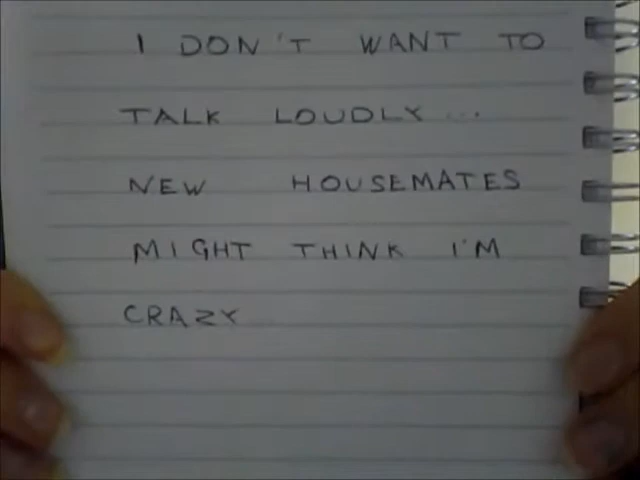 I DON'T WANT TO
TALK LOUDLY...
NEW HOUSEMATES
MIGHT THINK I'M
CRAZY